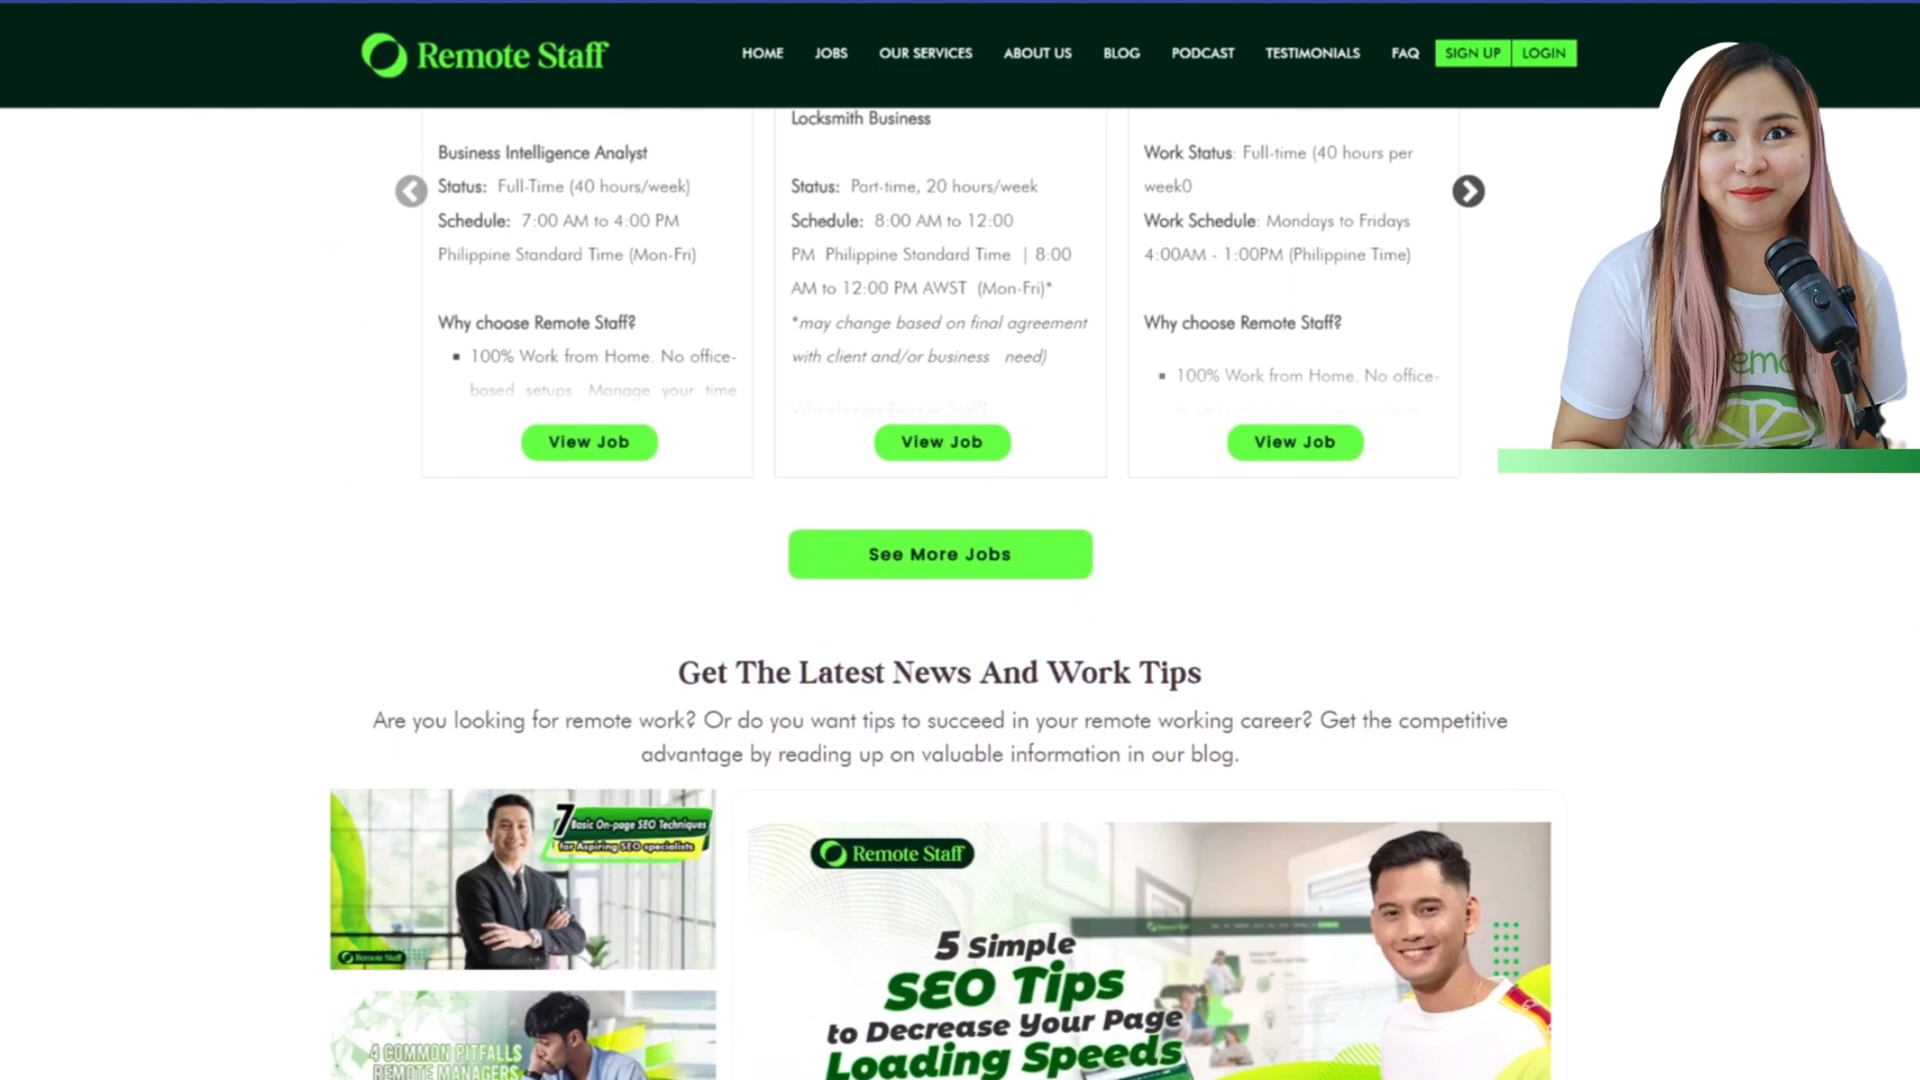 Remote Staff
HOME
JOBS
OUR SERVICES
ABOUT US
BLOG
PODCAST
TESTIMONIALS
FAQ
SIGN UP
LOGIN
Business Intelligence Analyst
Status: Full-Time (40 hours/week)
Schedule: 7:00 AM to 4:00 PM
Philippine Standard Time (Mon-Fri)
Why choose Remote Staff?
▪ 100% Work from Home. No office-
based setups. Manage your time
View Job
Locksmith Business
Status: Part-time, 20 hours/week
Schedule: 8:00 AM to 12:00
PM Philippine Standard Time | 8:00
AM to 12:00 PM AWST (Mon-Fri)*
*may change based on final agreement
with client and/or business need)
Why choose Remote Staff?
View Job
Work Status: Full-time (40 hours per
week0
Work Schedule: Mondays to Fridays
4:00AM - 1:00PM (Philippine Time)
Why choose Remote Staff?
▪ 100% Work from Home. No office-
View Job
See More Jobs
Get The Latest News And Work Tips
Are you looking for remote work? Or do you want tips to succeed in your remote working career? Get the competitive
advantage by reading up on valuable information in our blog.
7 Basic On-page SEO Techniques
for Aspiring SEO specialists
Remote Staff
4 COMMON PITFALLS
REMOTE MANAGERS
Remote Staff
5 Simple
SEO Tips
to Decrease Your Page
Loading Speeds